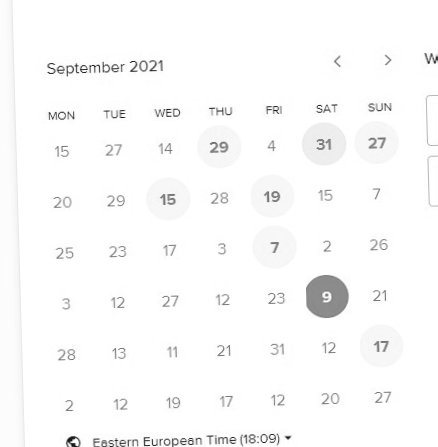 September 2021
W
MON TUE WED THU FRI SAT SUN
15 27 14 29 4 31 27
20 29 15 28 19 15 7
25 23 17 3 7 2 26
3 12 27 12 23 9 21
28 13 11 21 31 12 17
2 12 19 17 12 20 27
Eastern European Time (18:09)